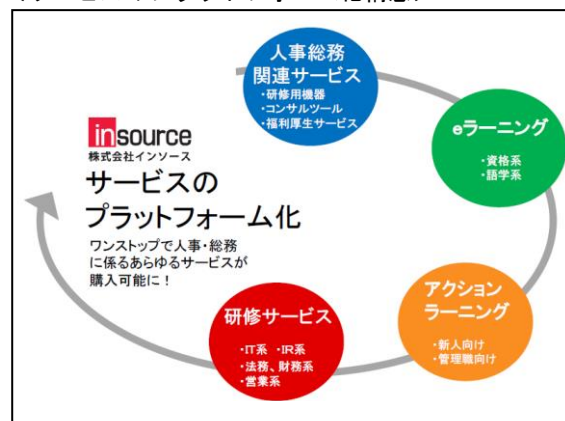 人事総務
関連サービス
・研修用機器
・コンサルツール
・福利厚生サービス
eラーニング
・資格系
・語学系
insource
株式会社インソース
サービスの
プラットフォーム化
ワンストップで人事・総務
に係るあらゆるサービスが
購入可能に！
アクション
ラーニング
・新人向け
・管理職向け
研修サービス
・IT系 ・IR系
・法務、財務系
・営業系